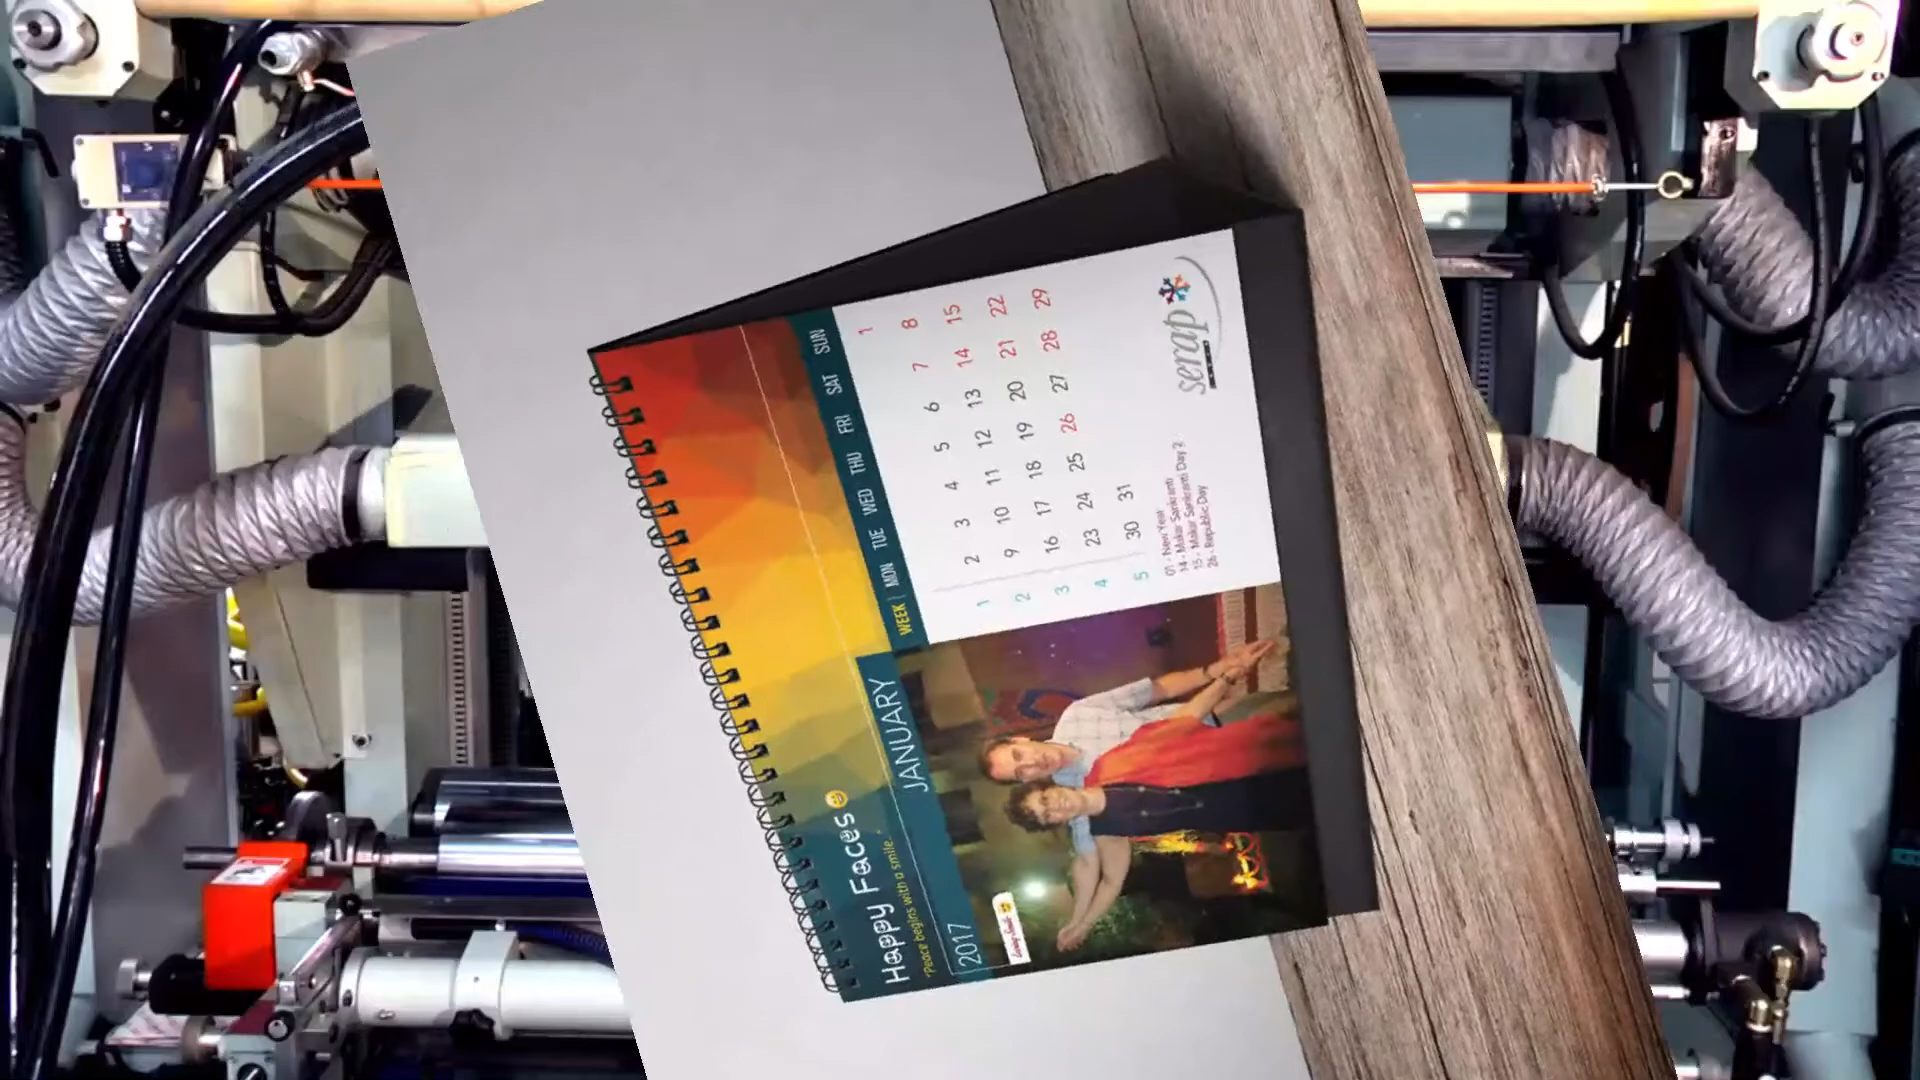 Happy Faces
"Peace begins with a smile."
2017
JANUARY
WEEK MON TUE WED THU FRI SAT SUN
1
1 2 3 4 5 6 7 8
2 9 10 11 12 13 14 15
3 16 17 18 19 20 21 22
4 23 24 25 26 27 28 29
5 30 31
01 - New Year
14 - Makar Sankranti
15 - Makar Sankranti Day 2
26 - Republic Day
serap